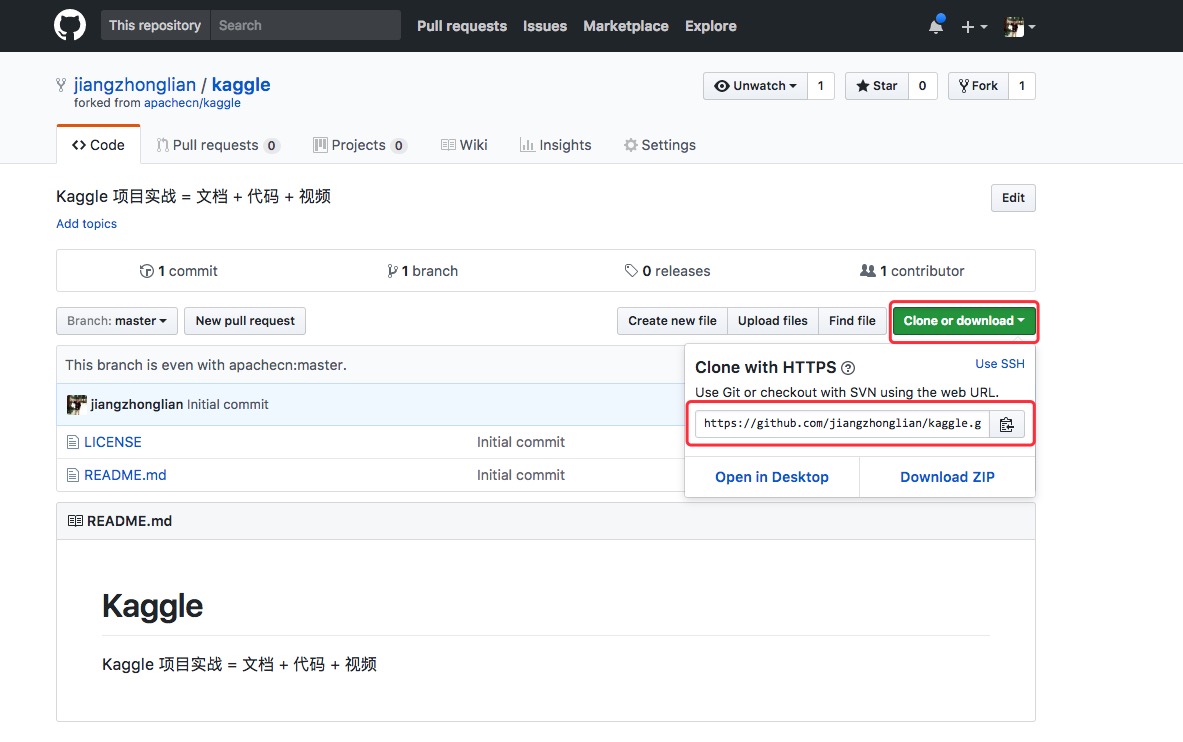 This repository Search Pull requests Issues Marketplace Explore
jiangzhonglian / kaggle Unwatch 1 Star 0 Fork 1
forked from apachecn/kaggle
Code Pull requests 0 Projects 0 Wiki Insights Settings
Kaggle 项目实战 = 文档 + 代码 + 视频 Edit
Add topics
1 commit 1 branch 0 releases 1 contributor
Branch: master New pull request Create new file Upload files Find file Clone or download
This branch is even with apachecn:master.
Clone with HTTPS Use SSH
Use Git or checkout with SVN using the web URL.
https://github.com/jiangzhonglian/kaggle.g
Open in Desktop Download ZIP
jiangzhonglian Initial commit
LICENSE Initial commit
README.md Initial commit
README.md
Kaggle
Kaggle 项目实战 = 文档 + 代码 + 视频